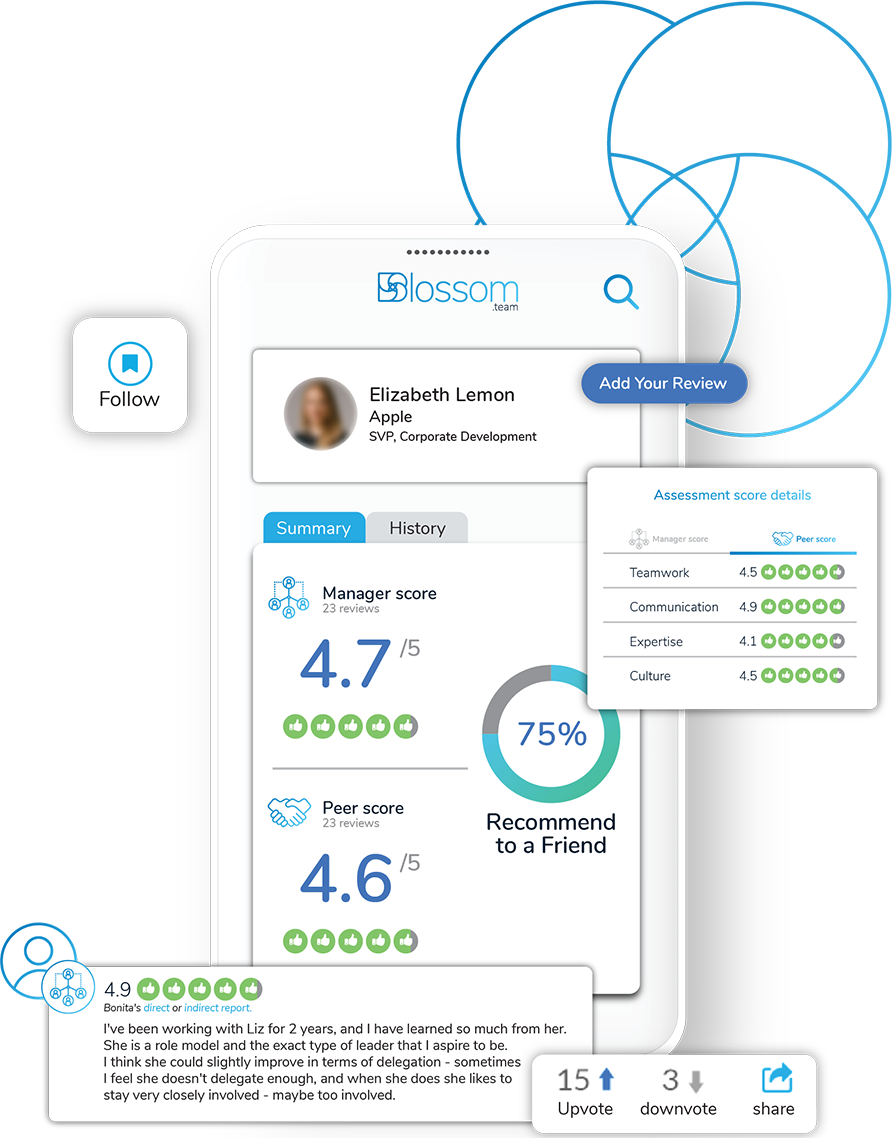 Blossom
.team
Follow
Elizabeth Lemon
Apple
SVP, Corporate Development
Add Your Review
Assessment score details
Manager score
Peer score
Teamwork 4.5
Communication 4.9
Expertise 4.1
Culture 4.5
Summary
History
Manager score
23 reviews
4.7 /5
75%
Recommend
to a Friend
Peer score
23 reviews
4.6 /5
4.9
Bonita's direct or indirect report.
I've been working with Liz for 2 years, and I have learned so much from her.
She is a role model and the exact type of leader that I aspire to be.
I think she could slightly improve in terms of delegation - sometimes
I feel she doesn't delegate enough, and when she does she likes to
stay very closely involved - maybe too involved.
15
Upvote
3
downvote
share